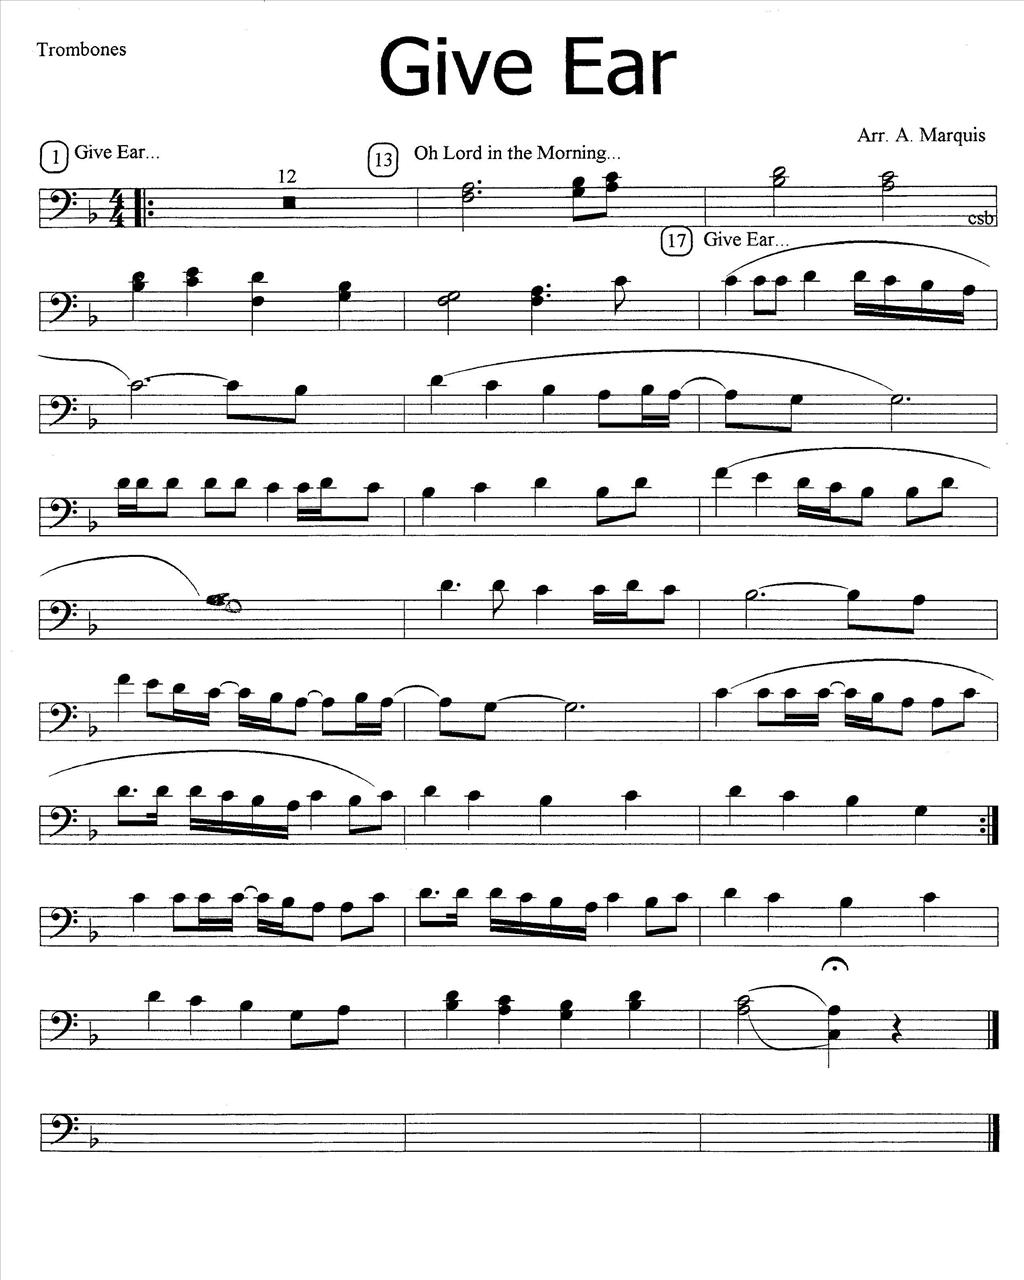 Trombones
Give Ear
Arr. A. Marquis
1 Give Ear...
13 Oh Lord in the Morning...
12
4
4
csb
17 Give Ear...